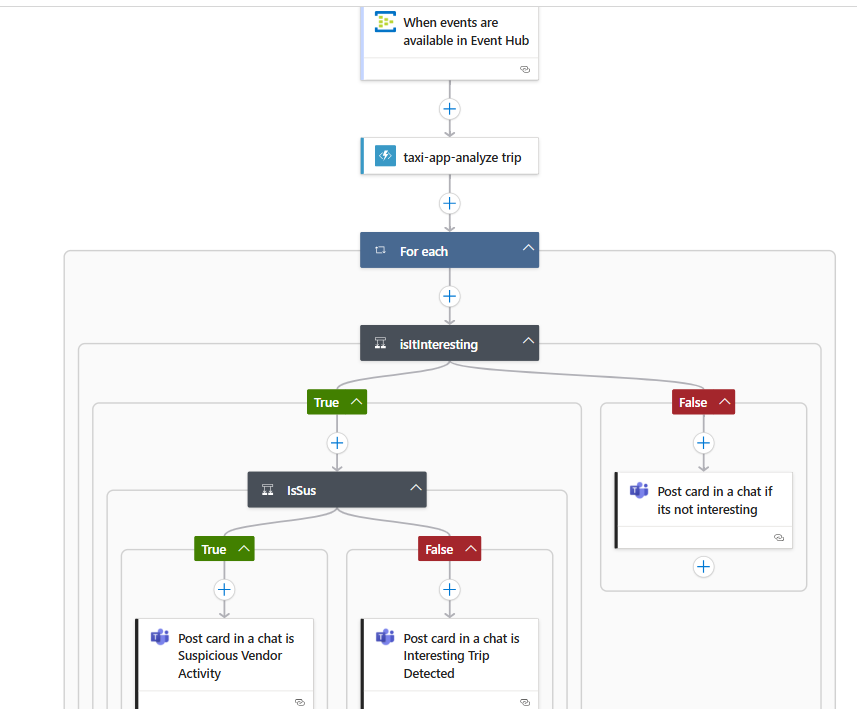 When events are
available in Event Hub
taxi-app-analyze trip
For each
isItInteresting
True
False
IsSus
Post card in a chat if
its not interesting
True
False
Post card in a chat is
Suspicious Vendor
Activity
Post card in a chat is
Interesting Trip
Detected